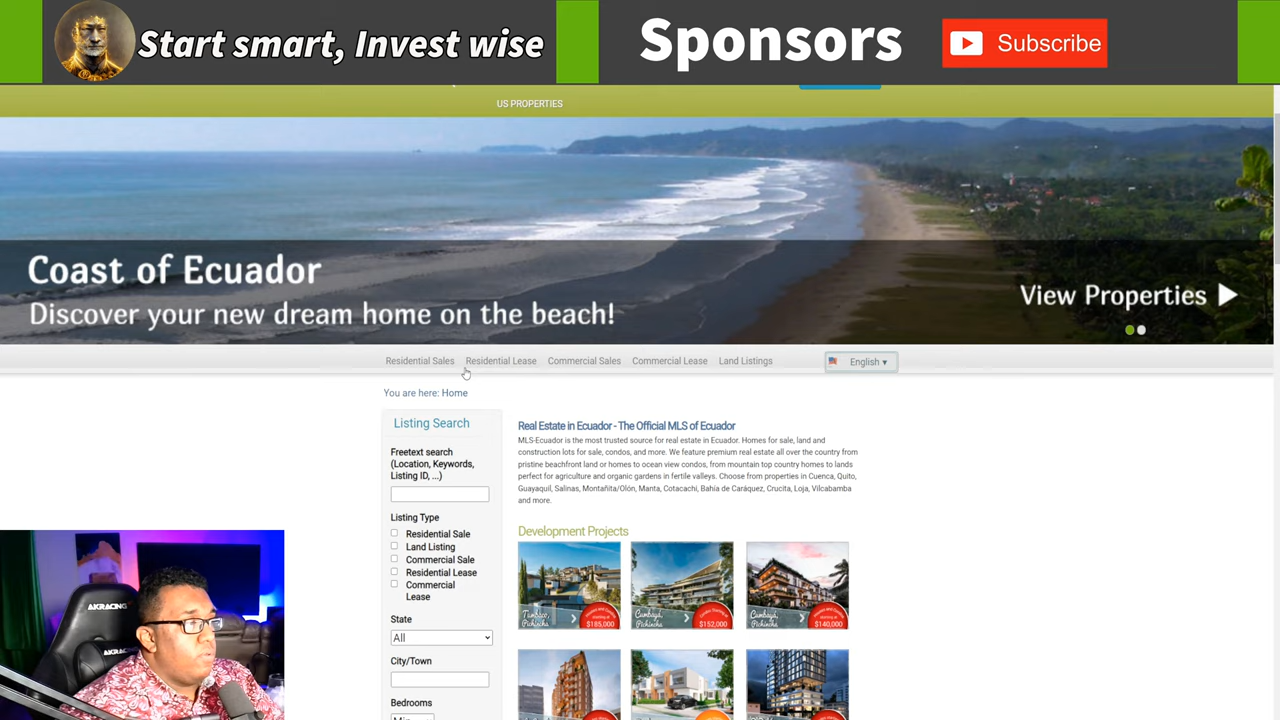 Start smart, Invest wise
Sponsors
Subscribe
US PROPERTIES
Coast of Ecuador
Discover your new dream home on the beach!
View Properties
Residential Sales Residential Lease Commercial Sales Commercial Lease Land Listings
English ▾
You are here: Home
Listing Search
Freetext search
(Location, Keywords,
Listing ID, ...)
Listing Type
Residential Sale
Land Listing
Commercial Sale
Residential Lease
Commercial
Lease
State
All
City/Town
Bedrooms
Real Estate in Ecuador - The Official MLS of Ecuador
MLS-Ecuador is the most trusted source for real estate in Ecuador. Homes for sale, land and
construction lots for sale, condos, and more. We feature premium real estate all over the country from
pristine beachfront land or homes to ocean view condos, from mountain top country homes to lands
perfect for agriculture and organic gardens in fertile valleys. Choose from properties in Cuenca, Quito,
Guayaquil, Salinas, Montañita/Olón, Manta, Cotacachi, Bahía de Caráquez, Crucita, Loja, Vilcabamba
and more.
Development Projects
Tumbaco,
Pichincha
$185,000
Cumbayá,
Pichincha
$152,000
Cumbayá,
Pichincha
$140,000
AKRACING
AKRACING